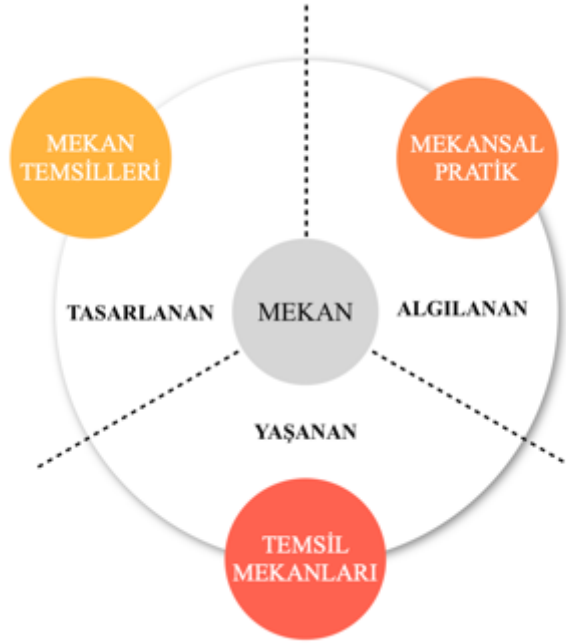 MEKAN
TEMSİLLERİ
MEKANSAL
PRATİK
TASARLANAN
MEKAN
ALGILANAN
YAŞANAN
TEMSİL
MEKANLARI